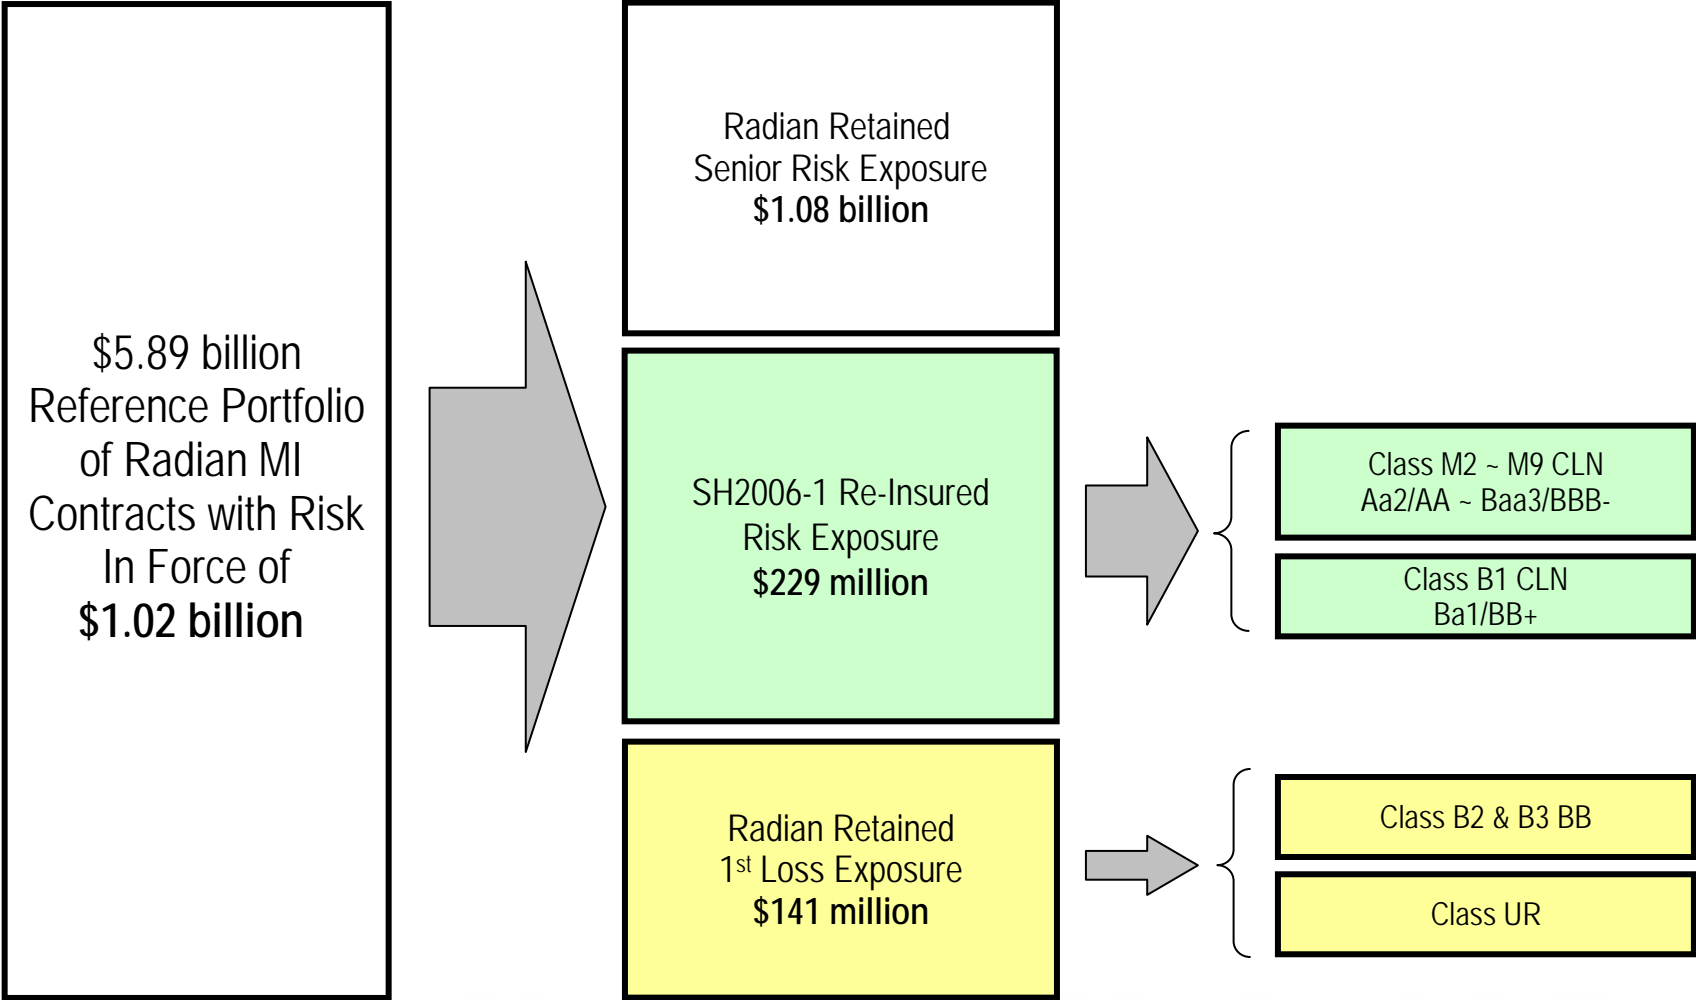 $5.89 billion
Reference Portfolio
of Radian MI
Contracts with Risk
In Force of
$1.02 billion
Radian Retained
Senior Risk Exposure
$1.08 billion
SH2006-1 Re-Insured
Risk Exposure
$229 million
Radian Retained
1st Loss Exposure
$141 million
Class M2 ~ M9 CLN
Aa2/AA ~ Baa3/BBB-
Class B1 CLN
Ba1/BB+
Class B2 & B3 BB
Class UR